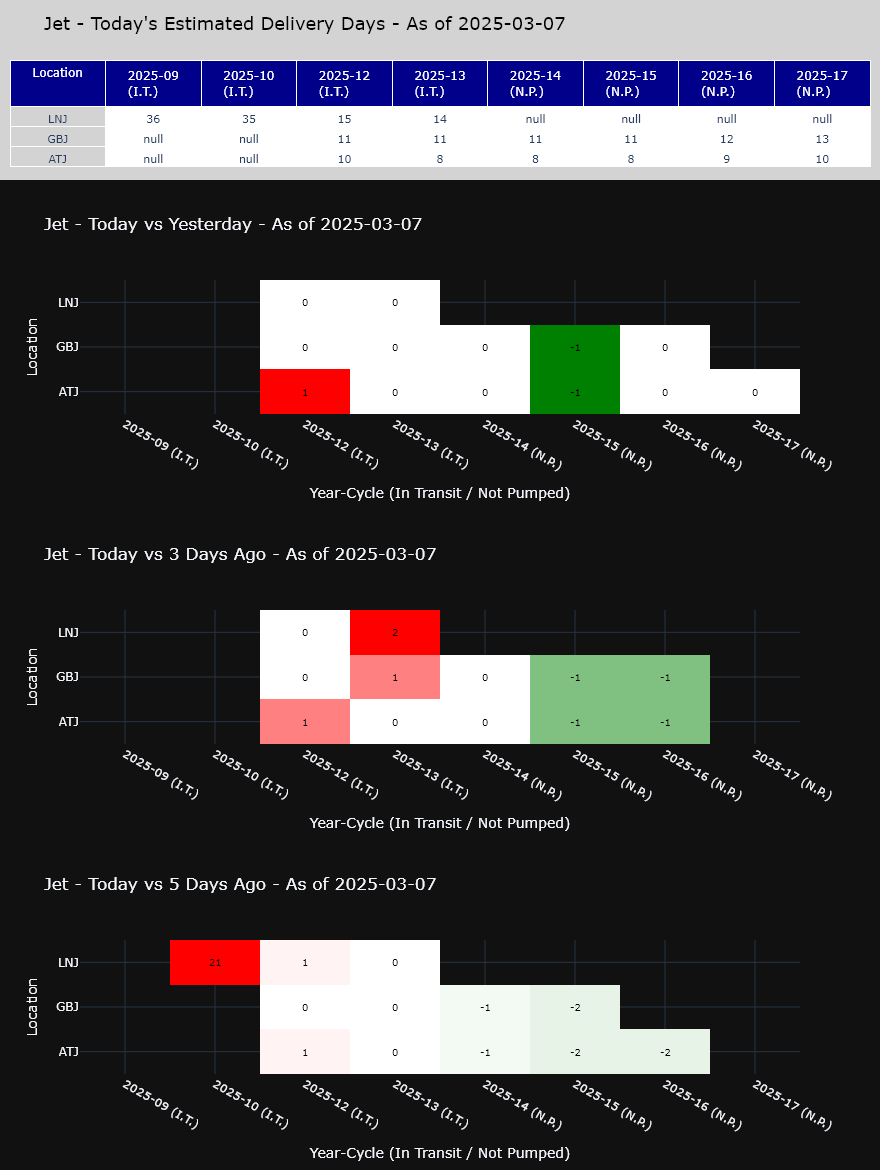 Jet - Today's Estimated Delivery Days - As of 2025-03-07
Location 2025-09 2025-10 2025-12 2025-13 2025-14 2025-15 2025-16 2025-17
(I.T.) (I.T.) (I.T.) (I.T.) (N.P.) (N.P.) (N.P.) (N.P.)
LNJ 36 35 15 14 null null null null
GBJ null null 11 11 11 11 12 13
ATJ null null 10 8 8 8 9 10
Jet - Today vs Yesterday - As of 2025-03-07
Location
LNJ 0 0
GBJ 0 0 0 -1 0
ATJ 1 0 0 -1 0 0
2025-09 (I.T.) 2025-10 (I.T.) 2025-12 (I.T.) 2025-13 (I.T.) 2025-14 (N.P.) 2025-15 (N.P.) 2025-16 (N.P.) 2025-17 (N.P.)
Year-Cycle (In Transit / Not Pumped)
Jet - Today vs 3 Days Ago - As of 2025-03-07
Location
LNJ 0 2
GBJ 0 1 0 -1 -1
ATJ 1 0 0 -1 -1
2025-09 (I.T.) 2025-10 (I.T.) 2025-12 (I.T.) 2025-13 (I.T.) 2025-14 (N.P.) 2025-15 (N.P.) 2025-16 (N.P.) 2025-17 (N.P.)
Year-Cycle (In Transit / Not Pumped)
Jet - Today vs 5 Days Ago - As of 2025-03-07
Location
LNJ 21 1 0
GBJ 0 0 -1 -2
ATJ 1 0 -1 -2 -2
2025-09 (I.T.) 2025-10 (I.T.) 2025-12 (I.T.) 2025-13 (I.T.) 2025-14 (N.P.) 2025-15 (N.P.) 2025-16 (N.P.) 2025-17 (N.P.)
Year-Cycle (In Transit / Not Pumped)